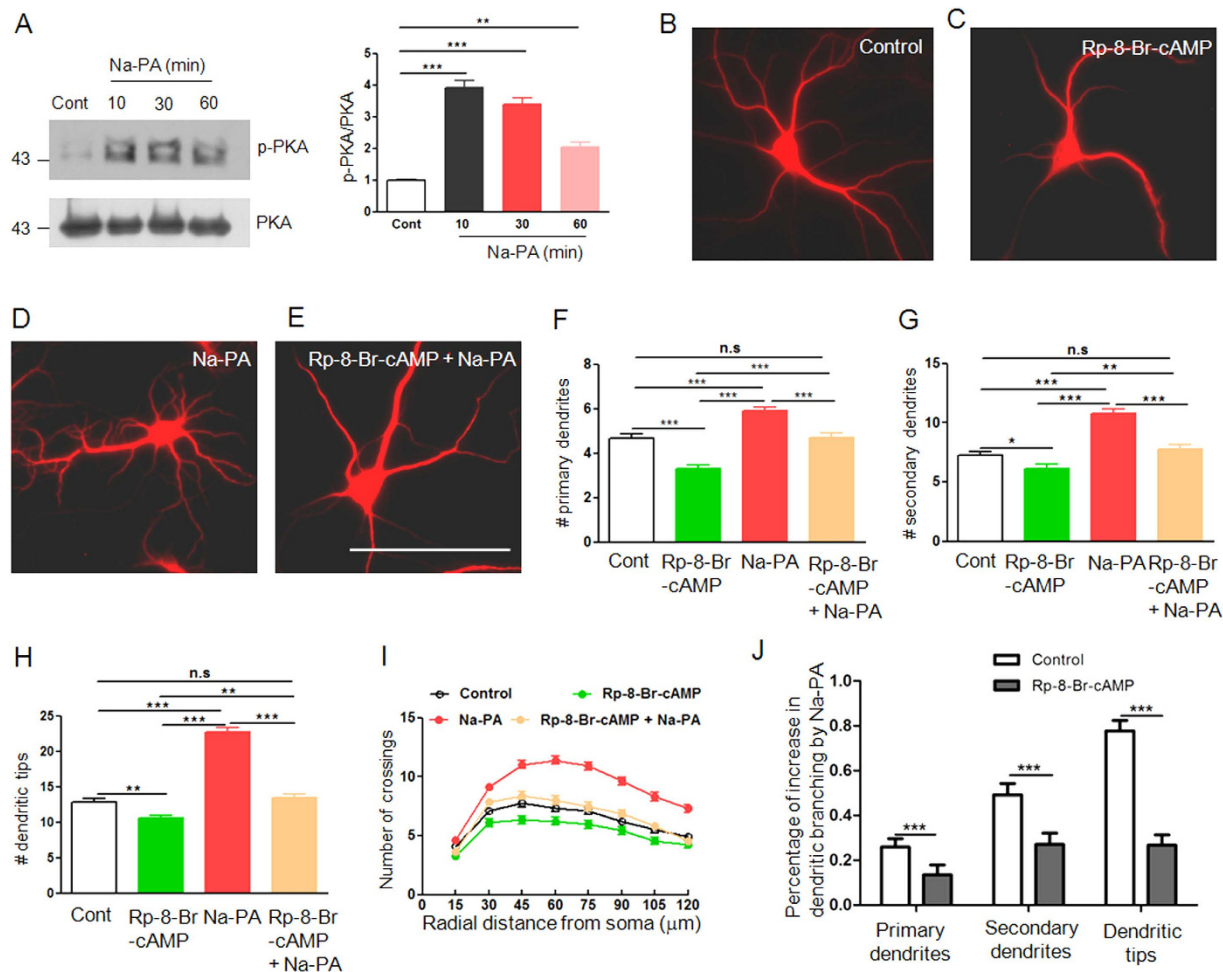 A
Na-PA (min)
Cont 10 30 60
43
p-PKA
43
PKA
**
***
***
p-PKA/PKA
5
4
3
2
1
0
Cont 10 30 60
Na-PA (min)
B
Control
C
Rp-8-Br-cAMP
D
Na-PA
E
Rp-8-Br-cAMP + Na-PA
F
n.s
***
***
*** ***
***
# primary dendrites
8
6
4
2
0
Cont Rp-8-Br Na-PA Rp-8-Br
-cAMP -cAMP
+ Na-PA
G
n.s
**
***
*** ***
*
# secondary dendrites
15
10
5
0
Cont Rp-8-Br Na-PA Rp-8-Br
-cAMP -cAMP
+ Na-PA
H
n.s
**
***
*** ***
**
# dendritic tips
25
20
15
10
5
0
Cont Rp-8-Br Na-PA Rp-8-Br
-cAMP -cAMP
+ Na-PA
I
Control Rp-8-Br-cAMP
Na-PA Rp-8-Br-cAMP + Na-PA
Number of crossings
15
10
5
0
15 30 45 60 75 90 105 120
Radial distance from soma (μm)
J
Control
Rp-8-Br-cAMP
Percentage of increase in
dendritic branching by Na-PA
1.0
0.8
0.6
0.4
0.2
0.0
***
***
***
Primary
dendrites
Secondary
dendrites
Dendritic
tips